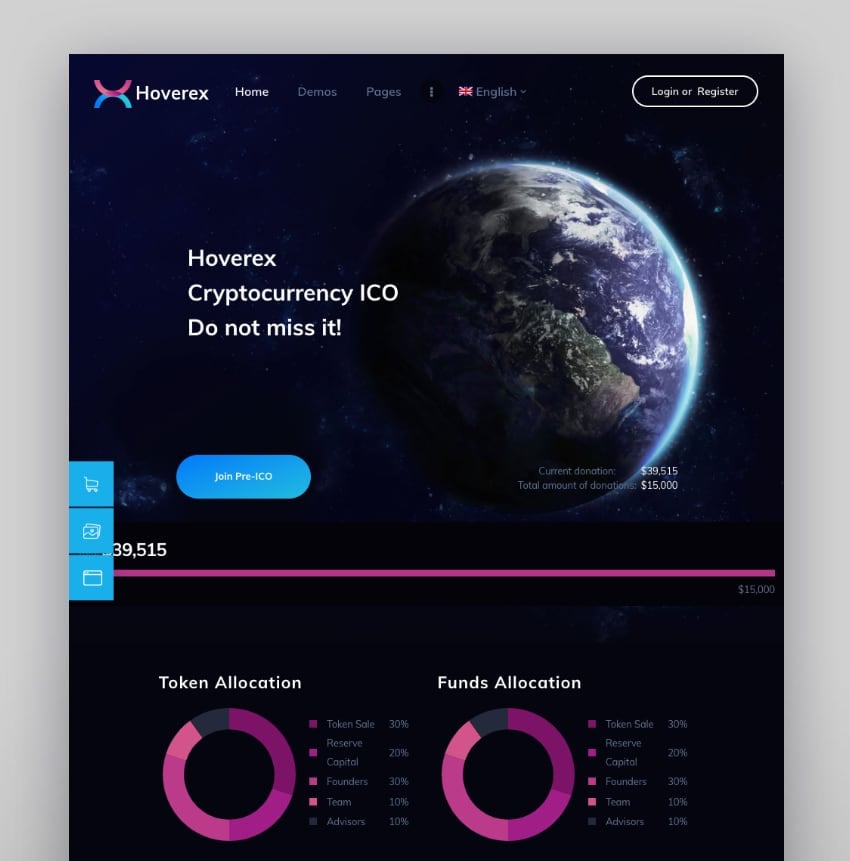 Hoverex
Home
Demos
Pages
English
Login or Register
Hoverex
Cryptocurrency ICO
Do not miss it!
Join Pre-ICO
Current donation: $39,515
Total amount of donations: $15,000
$39,515
$15,000
Token Allocation
Token Sale 30%
Reserve
Capital 20%
Founders 30%
Team 10%
Advisors 10%
Funds Allocation
Token Sale 30%
Reserve
Capital 20%
Founders 30%
Team 10%
Advisors 10%